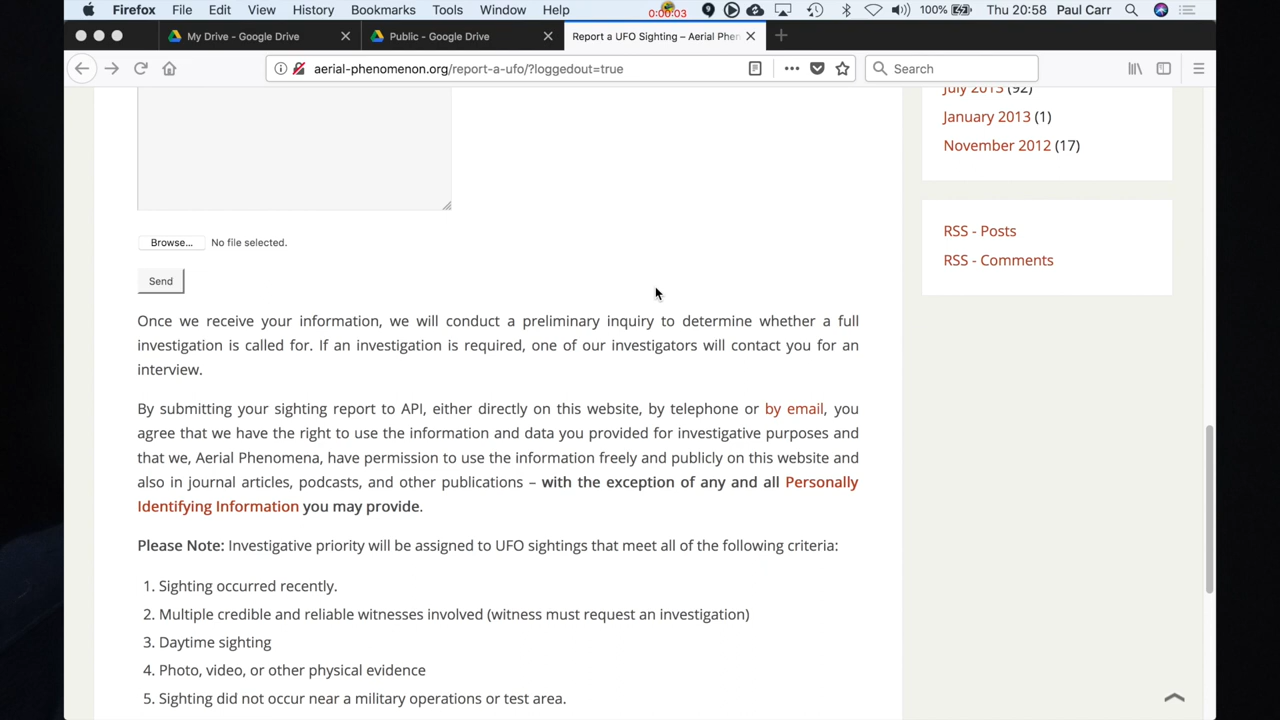 Firefox File Edit View History Bookmarks Tools Window Help 0:00:03 100% Thu 20:58 Paul Carr
My Drive - Google Drive Public - Google Drive Report a UFO Sighting – Aerial Phen
aerial-phenomenon.org/report-a-ufo/?loggedout=true Search
July 2013 (92)
January 2013 (1)
November 2012 (17)
RSS - Posts
RSS - Comments
Browse... No file selected.
Send
Once we receive your information, we will conduct a preliminary inquiry to determine whether a full
investigation is called for. If an investigation is required, one of our investigators will contact you for an
interview.
By submitting your sighting report to API, either directly on this website, by telephone or by email, you
agree that we have the right to use the information and data you provided for investigative purposes and
that we, Aerial Phenomena, have permission to use the information freely and publicly on this website and
also in journal articles, podcasts, and other publications – with the exception of any and all Personally
Identifying Information you may provide.
Please Note: Investigative priority will be assigned to UFO sightings that meet all of the following criteria:
1. Sighting occurred recently.
2. Multiple credible and reliable witnesses involved (witness must request an investigation)
3. Daytime sighting
4. Photo, video, or other physical evidence
5. Sighting did not occur near a military operations or test area.